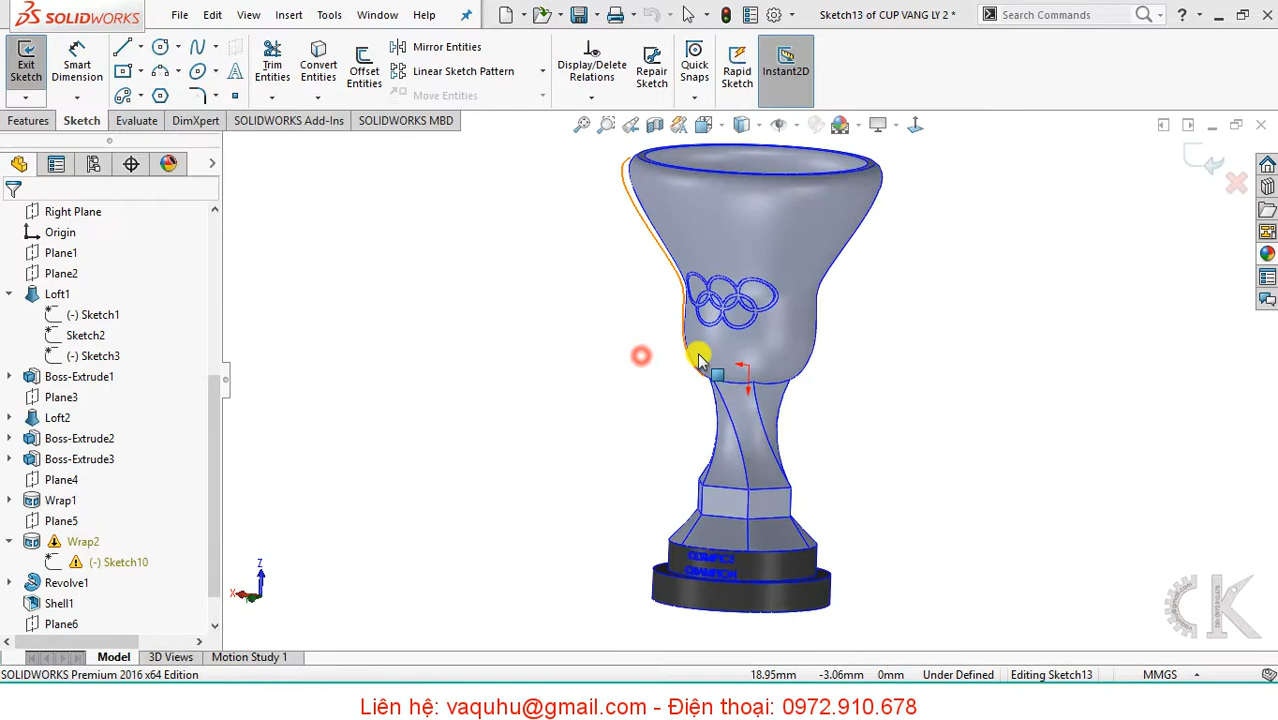 SOLIDWORKS File Edit View Insert Tools Window Help Sketch13 of CUP VANG LY 2 * Search Commands ?
Exit Sketch Smart Dimension Trim Entities Convert Entities Offset Entities Mirror Entities Linear Sketch Pattern Move Entities Display/Delete Relations Repair Sketch Quick Snaps Rapid Sketch Instant2D
Features Sketch Evaluate DimXpert SOLIDWORKS Add-Ins SOLIDWORKS MBD
Right Plane
Origin
Plane1
Plane2
Loft1
(-) Sketch1
Sketch2
(-) Sketch3
Boss-Extrude1
Plane3
Loft2
Boss-Extrude2
Boss-Extrude3
Plane4
Wrap1
Plane5
Wrap2
(-) Sketch10
Revolve1
Shell1
Plane6
OLYMPICS
CHAMPION
Z
X
CK
Model 3D Views Motion Study 1
SOLIDWORKS Premium 2016 x64 Edition 18.95mm -3.06mm 0mm Under Defined Editing Sketch13 MMGS
Liên hệ: vaquhu@gmail.com - Điện thoại: 0972.910.678